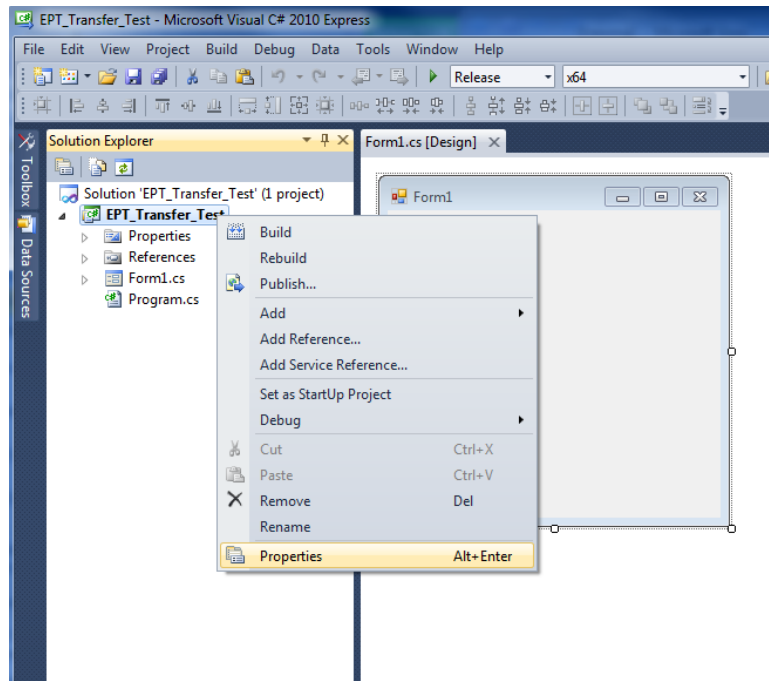 EPT_Transfer_Test - Microsoft Visual C# 2010 Express
File Edit View Project Build Debug Data Tools Window Help
Release x64
Solution Explorer
Form1.cs [Design]
Toolbox
Data Sources
Solution 'EPT_Transfer_Test' (1 project)
EPT_Transfer_Test
Properties
References
Form1.cs
Program.cs
Form1
Build
Rebuild
Publish...
Add
Add Reference...
Add Service Reference...
Set as StartUp Project
Debug
Cut Ctrl+X
Paste Ctrl+V
Remove Del
Rename
Properties Alt+Enter